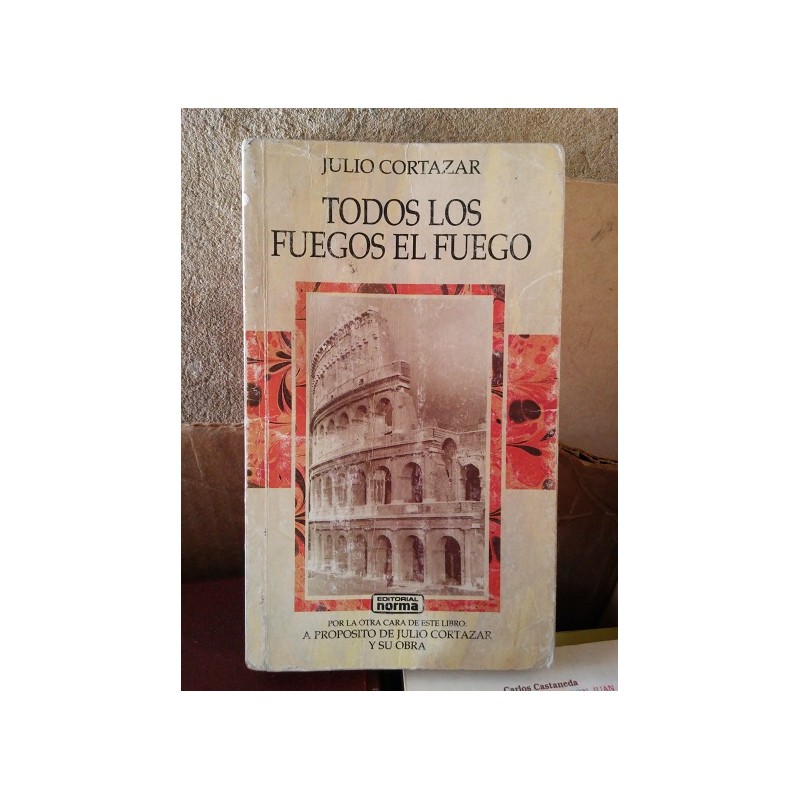 JULIO CORTAZAR
TODOS LOS
FUEGOS EL FUEGO
EDITORIAL
norma
POR LA OTRA CARA DE ESTE LIBRO:
A PROPOSITO DE JULIO CORTAZAR
Y SU OBRA
Carlos Castaneda
JUAN